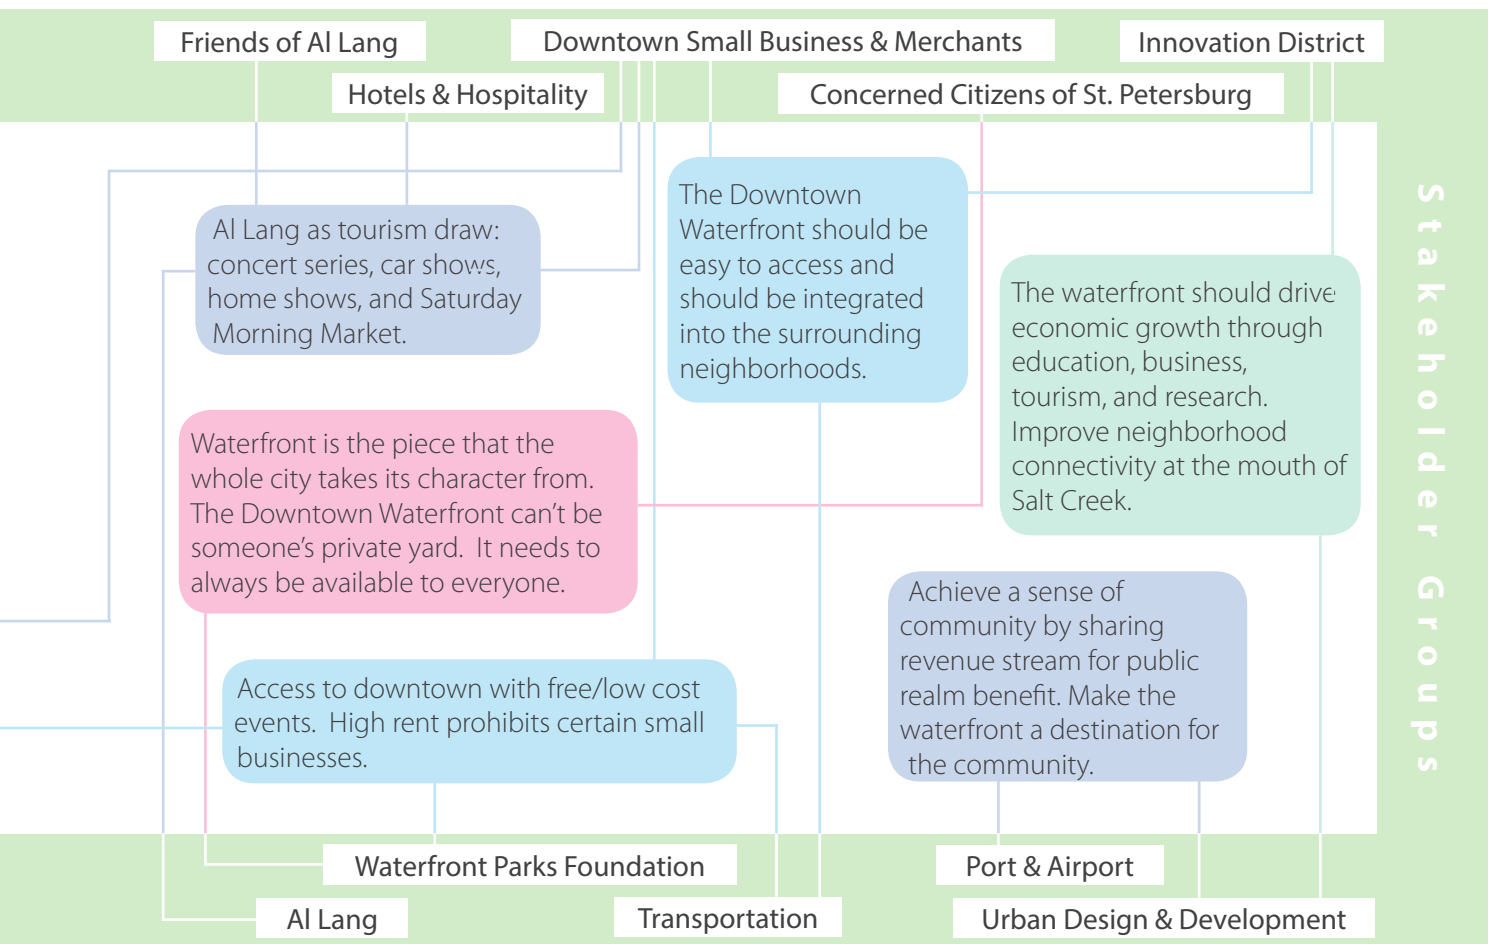 Friends of Al Lang
Downtown Small Business & Merchants
Innovation District
Hotels & Hospitality
Concerned Citizens of St. Petersburg
Al Lang as tourism draw:
concert series, car shows,
home shows, and Saturday
Morning Market.
The Downtown
Waterfront should be
easy to access and
should be integrated
into the surrounding
neighborhoods.
The waterfront should drive
economic growth through
education, business,
tourism, and research.
Improve neighborhood
connectivity at the mouth of
Salt Creek.
Waterfront is the piece that the
whole city takes its character from.
The Downtown Waterfront can't be
someone's private yard.  It needs to
always be available to everyone.
Achieve a sense of
community by sharing
revenue stream for public
realm benefit. Make the
waterfront a destination for
the community.
Access to downtown with free/low cost
events.  High rent prohibits certain small
businesses.
Waterfront Parks Foundation
Port & Airport
Al Lang
Transportation
Urban Design & Development
Stakeholder Groups